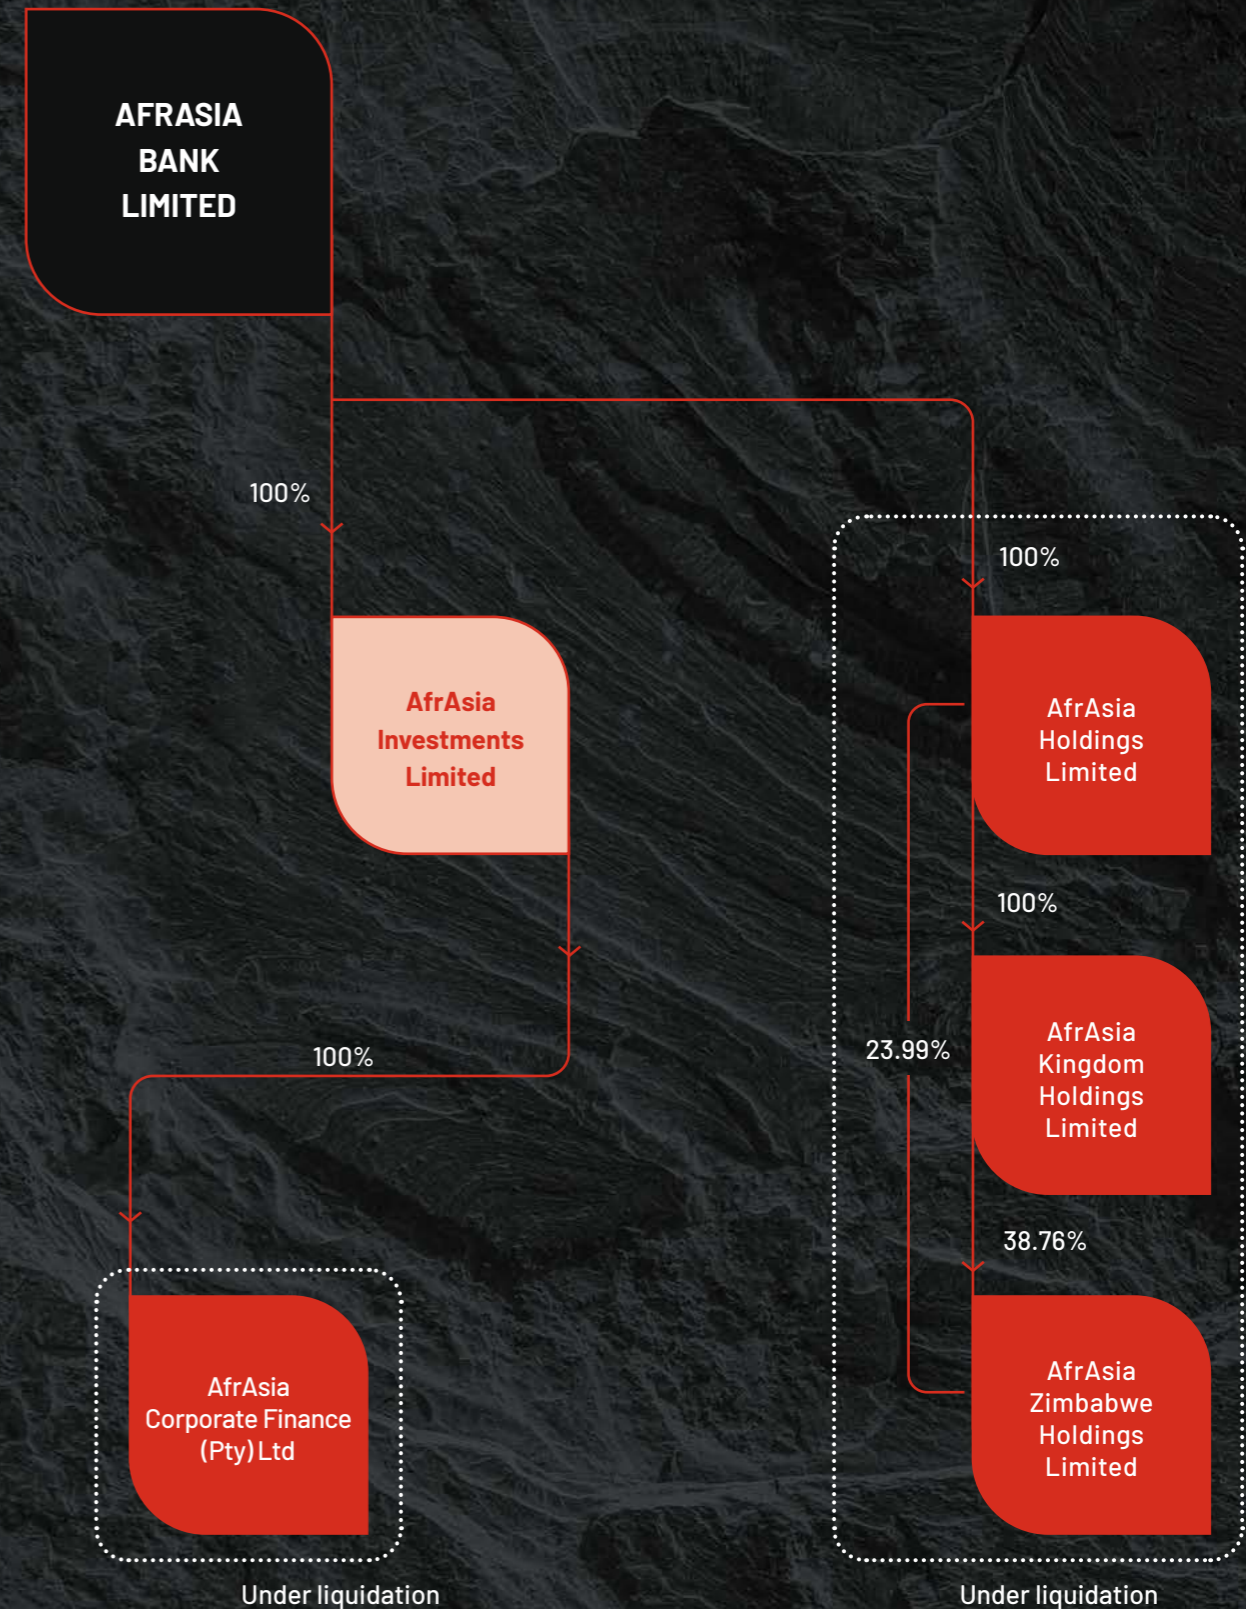 AFRASIA
BANK
LIMITED
100%
100%
AfrAsia
Investments
Limited
AfrAsia
Holdings
Limited
100%
100%
23.99%
AfrAsia
Kingdom
Holdings
Limited
38.76%
AfrAsia
Corporate Finance
(Pty) Ltd
AfrAsia
Zimbabwe
Holdings
Limited
Under liquidation
Under liquidation